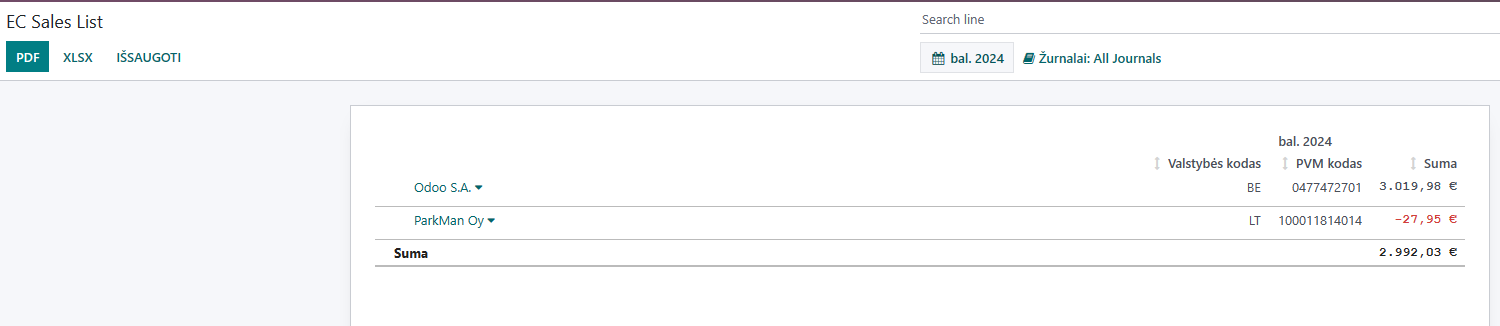 EC Sales List
Search line
PDF XLSX IŠSAUGOTI
bal. 2024 Žurnalai: All Journals
bal. 2024
Valstybės kodas PVM kodas Suma
Odoo S.A. BE 0477472701 3.019,98 €
ParkMan Oy LT 100011814014 -27,95 €
Suma 2.992,03 €